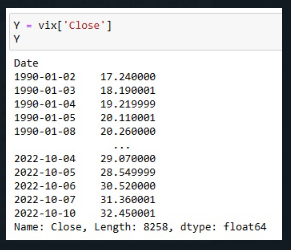 Y = vix['Close']
Y
Date
1990-01-02    17.240000
1990-01-03    18.190001
1990-01-04    19.219999
1990-01-05    20.110001
1990-01-08    20.260000
...
2022-10-04    29.070000
2022-10-05    28.549999
2022-10-06    30.520000
2022-10-07    31.360001
2022-10-10    32.450001
Name: Close, Length: 8258, dtype: float64